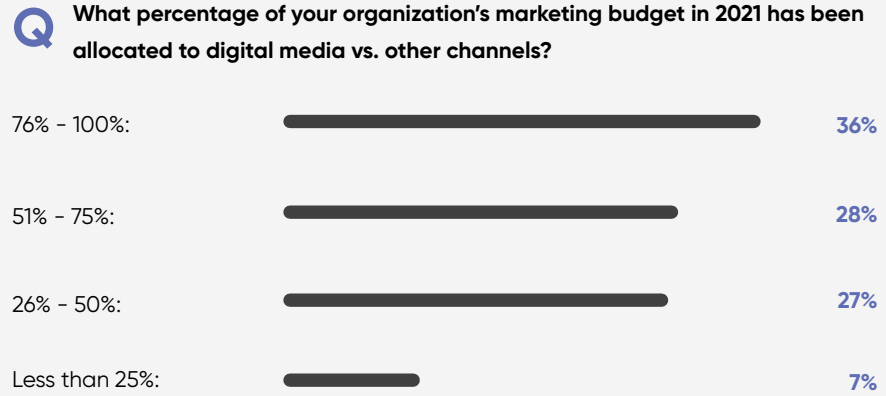 Q
What percentage of your organization's marketing budget in 2021 has been
allocated to digital media vs. other channels?
76% - 100%: 36%
51% - 75%: 28%
26% - 50%: 27%
Less than 25%: 7%